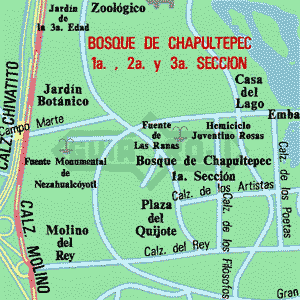 Jardín
de la
3a. Edad
Zoológico
BOSQUE DE CHAPULTEPEC
1a. , 2a. y 3a. SECCION
CALZ CHIVATITO
Jardín
Botánico
Casa
del
Lago
Campo Marte
Fuente
de
Las Ranas
Hemiciclo
Juventino Rosas
Emba
Fuente Monumental
de
Nezahualcóyotl
Bosque de Chapultepec
1a. Sección
Calz. de los Artistas
CALZ MOLINO
Molino
del
Rey
Plaza
del
Quijote
Calz. del Rey
Calz. de los Filosofos
Calz. de los Poetas
Gran